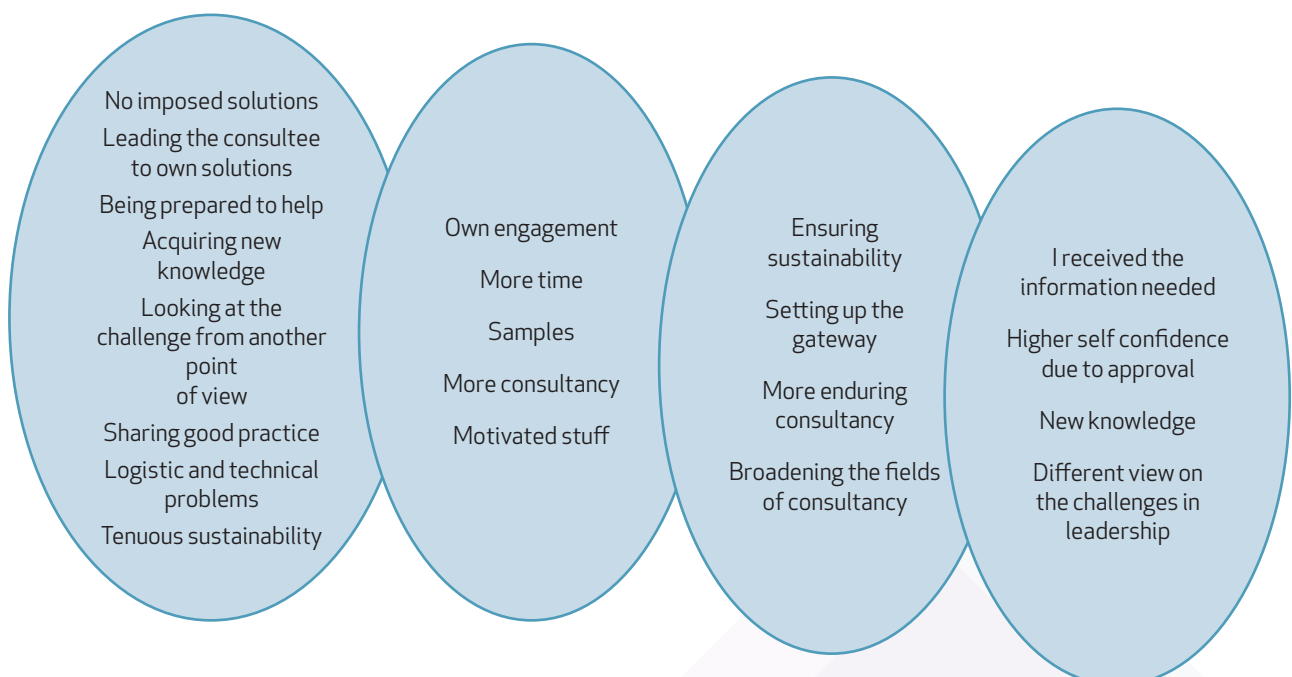 No imposed solutions
Leading the consultee
to own solutions
Being prepared to help
Acquiring new
knowledge
Looking at the
challenge from another
point
of view
Sharing good practice
Logistic and technical
problems
Tenuous sustainability
Own engagement
More time
Samples
More consultancy
Motivated stuff
Ensuring
sustainability
Setting up the
gateway
More enduring
consultancy
Broadening the fields
of consultancy
I received the
information needed
Higher self confidence
due to approval
New knowledge
Different view on
the challenges in
leadership